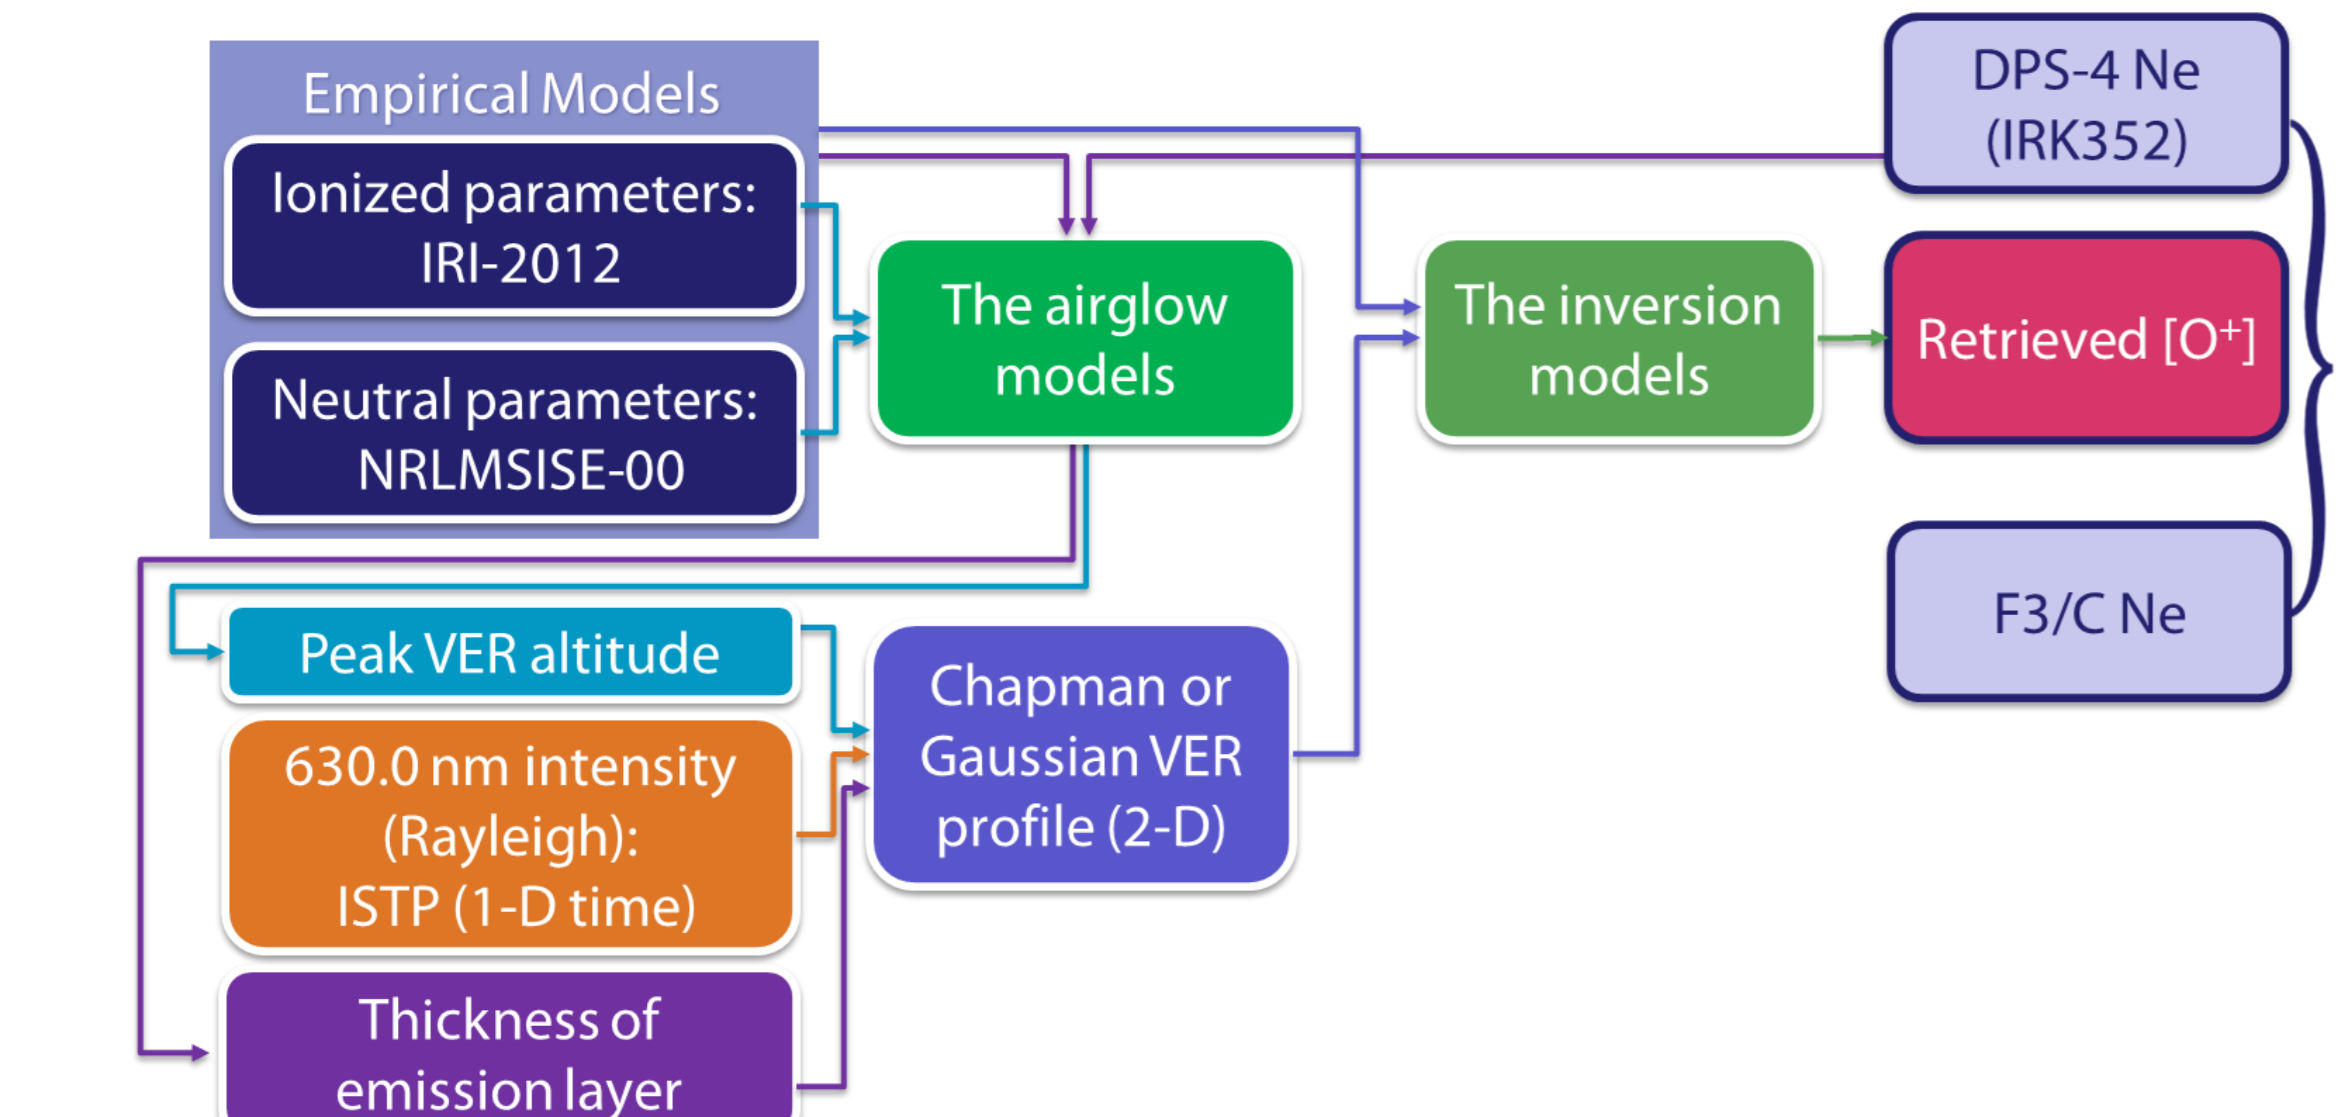 Empirical Models
Ionized parameters:
IRI-2012
Neutral parameters:
NRLMSISE-00
The airglow
models
The inversion
models
DPS-4 Ne
(IRK352)
Retrieved [O⁺]
F3/C Ne
Peak VER altitude
630.0 nm intensity
(Rayleigh):
ISTP (1-D time)
Thickness of
emission layer
Chapman or
Gaussian VER
profile (2-D)